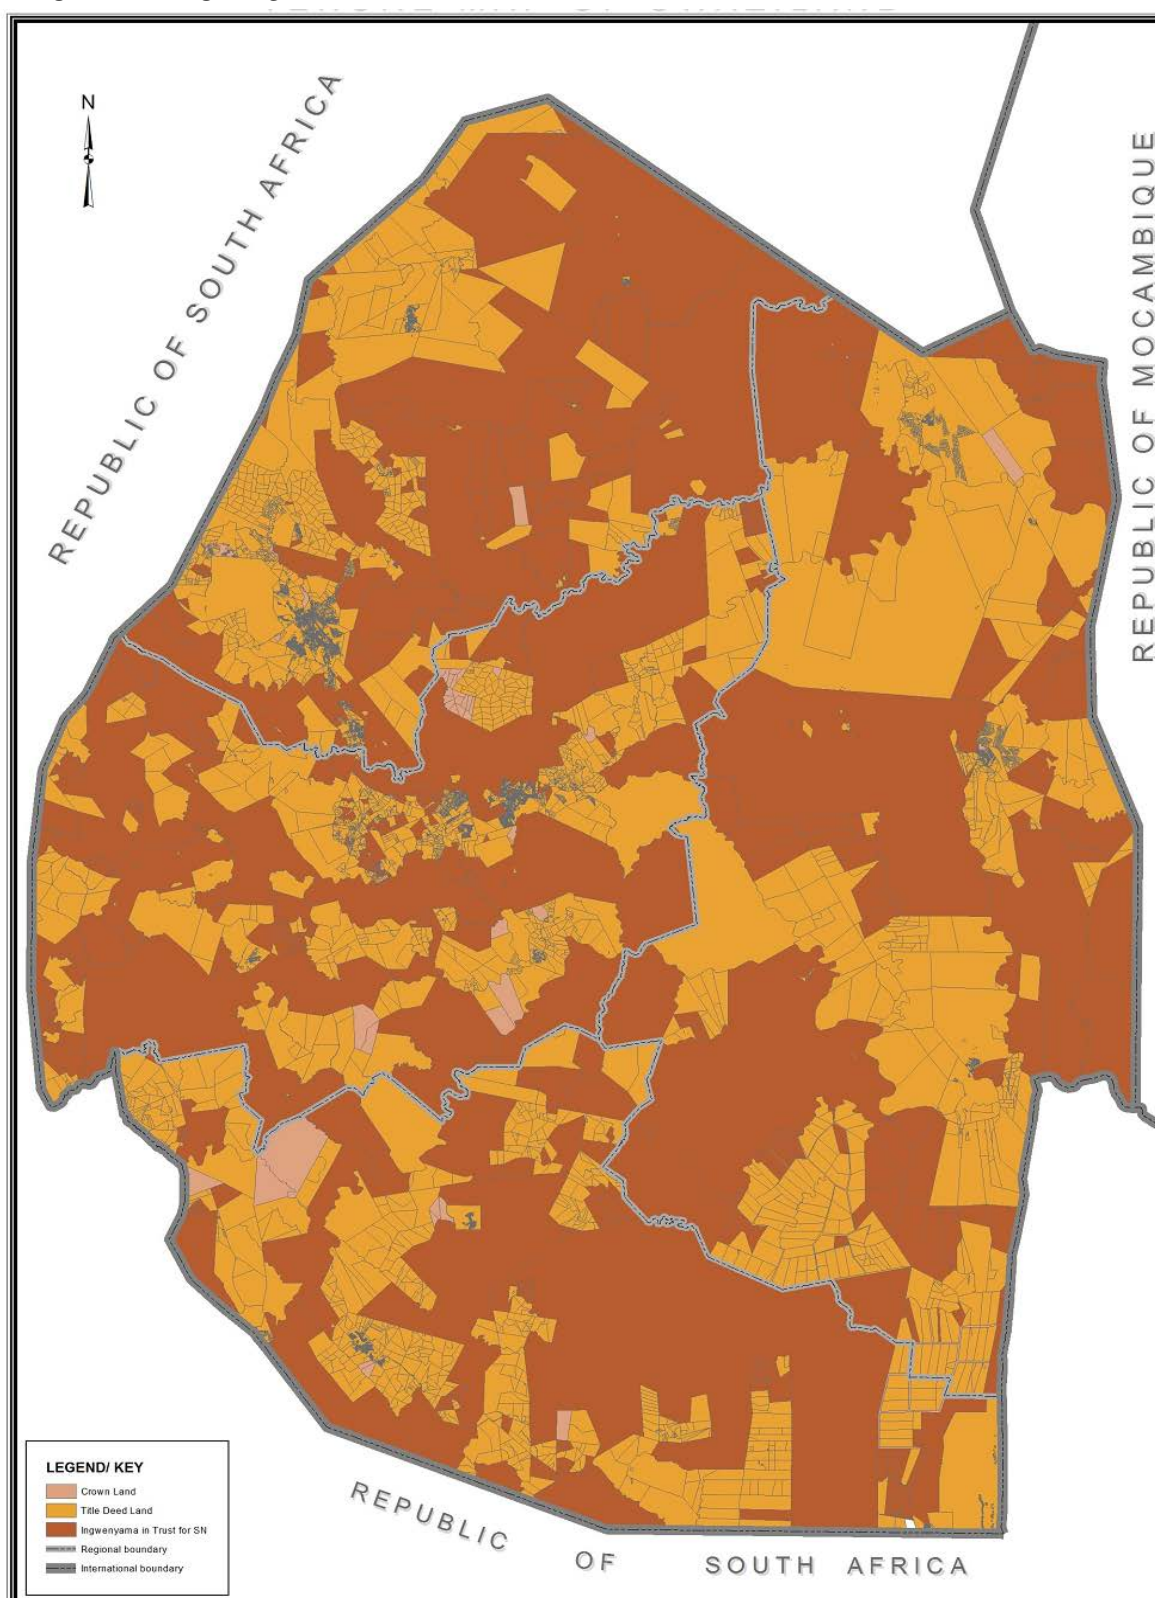 N
REPUBLIC OF SOUTH AFRICA
REPUBLIC OF MOCAMBIQUE
LEGEND/ KEY
Crown Land
Title Deed Land
Ingwenyama in Trust for SN
Regional boundary
International boundary
REPUBLIC OF SOUTH AFRICA